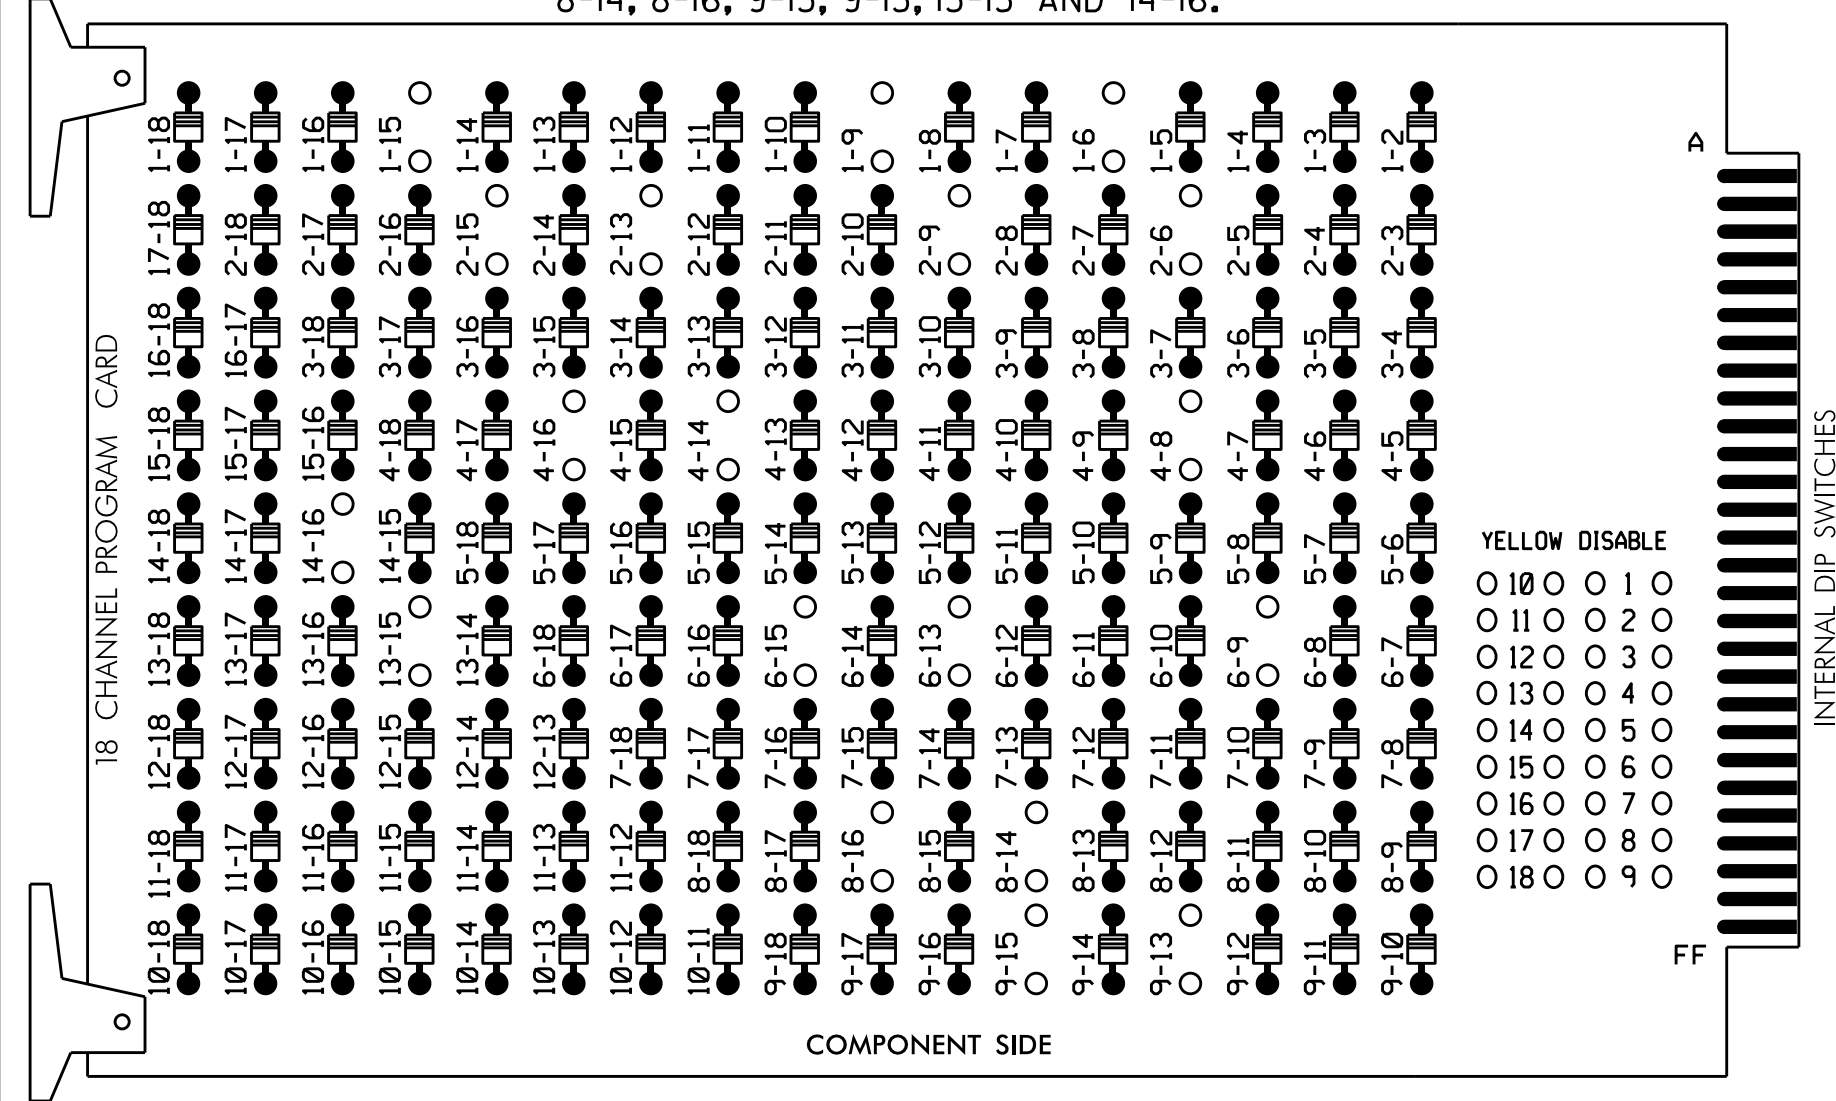 8-14, 8-16, 9-13, 9-15, 13-15 AND 14-16.
1-18 1-17 1-16 1-15 1-14 1-13 1-12 1-11 1-10 1-9 1-8 1-7 1-6 1-5 1-4 1-3 1-2
17-18 2-18 2-17 2-16 2-15 2-14 2-13 2-12 2-11 2-10 2-9 2-8 2-7 2-6 2-5 2-4 2-3
16-18 16-17 3-18 3-17 3-16 3-15 3-14 3-13 3-12 3-11 3-10 3-9 3-8 3-7 3-6 3-5 3-4
15-18 15-17 15-16 4-18 4-17 4-16 4-15 4-14 4-13 4-12 4-11 4-10 4-9 4-8 4-7 4-6 4-5
14-18 14-17 14-16 14-15 5-18 5-17 5-16 5-15 5-14 5-13 5-12 5-11 5-10 5-9 5-8 5-7 5-6
13-18 13-17 13-16 13-15 13-14 6-18 6-17 6-16 6-15 6-14 6-13 6-12 6-11 6-10 6-9 6-8 6-7
12-18 12-17 12-16 12-15 12-14 12-13 7-18 7-17 7-16 7-15 7-14 7-13 7-12 7-11 7-10 7-9 7-8
11-18 11-17 11-16 11-15 11-14 11-13 11-12 8-18 8-17 8-16 8-15 8-14 8-13 8-12 8-11 8-10 8-9
10-18 10-17 10-16 10-15 10-14 10-13 10-12 10-11 9-18 9-17 9-16 9-15 9-14 9-13 9-12 9-11 9-10
18 CHANNEL PROGRAM CARD
COMPONENT SIDE
YELLOW DISABLE
10 1
11 2
12 3
13 4
14 5
15 6
16 7
17 8
18 9
A
FF
INTERNAL DIP SWITCHES